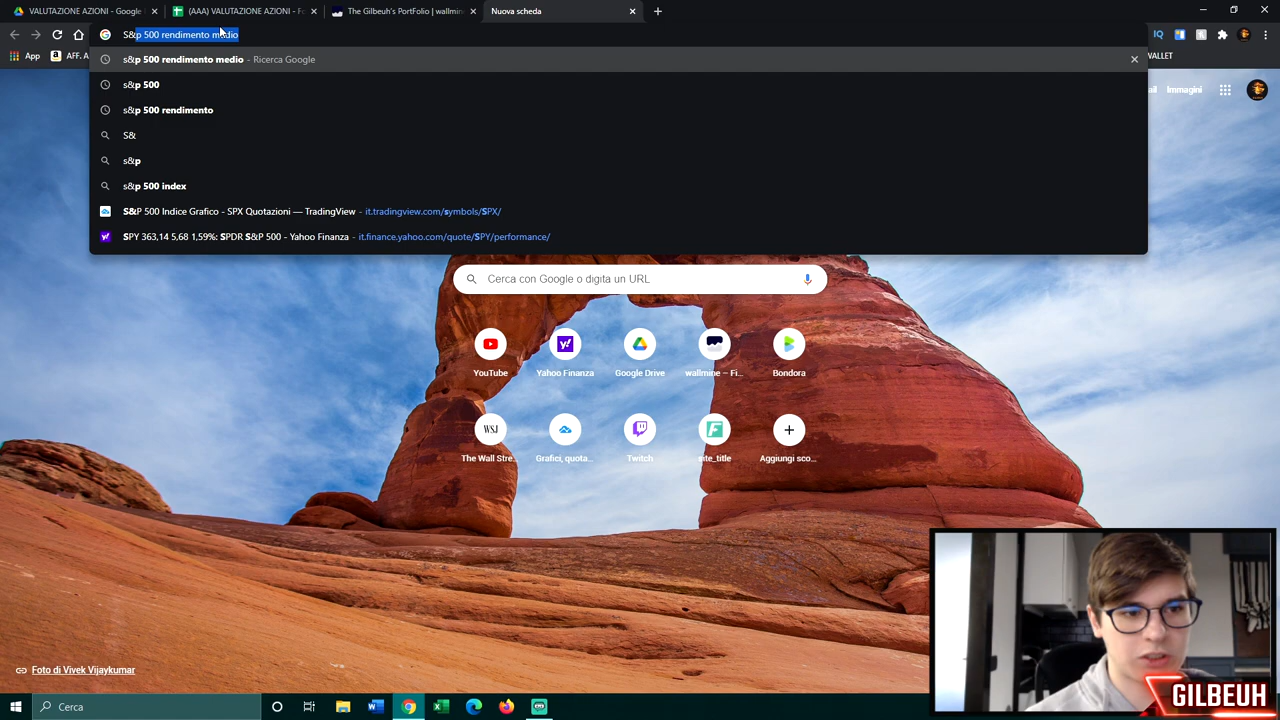 VALUTAZIONE AZIONI - Google
(AAA) VALUTAZIONE AZIONI - Fo
The Gilbeuh's PortFolio | wallmine
Nuova scheda
S&p 500 rendimento medio
App
AFF. A
WALLET
s&p 500 rendimento medio - Ricerca Google
s&p 500
s&p 500 rendimento
S&
s&p
s&p 500 index
S&P 500 Indice Grafico - SPX Quotazioni — TradingView - it.tradingview.com/symbols/SPX/
SPY 363,14 5,68 1,59%: SPDR S&P 500 - Yahoo Finanza - it.finance.yahoo.com/quote/SPY/performance/
ail
Immagini
Cerca con Google o digita un URL
YouTube
Yahoo Finanza
Google Drive
wallmine – Fi...
Bondora
WSJ
The Wall Stre...
Grafici, quota...
Twitch
site_title
Aggiungi sco...
Foto di Vivek Vijaykumar
Cerca
GILBEUH